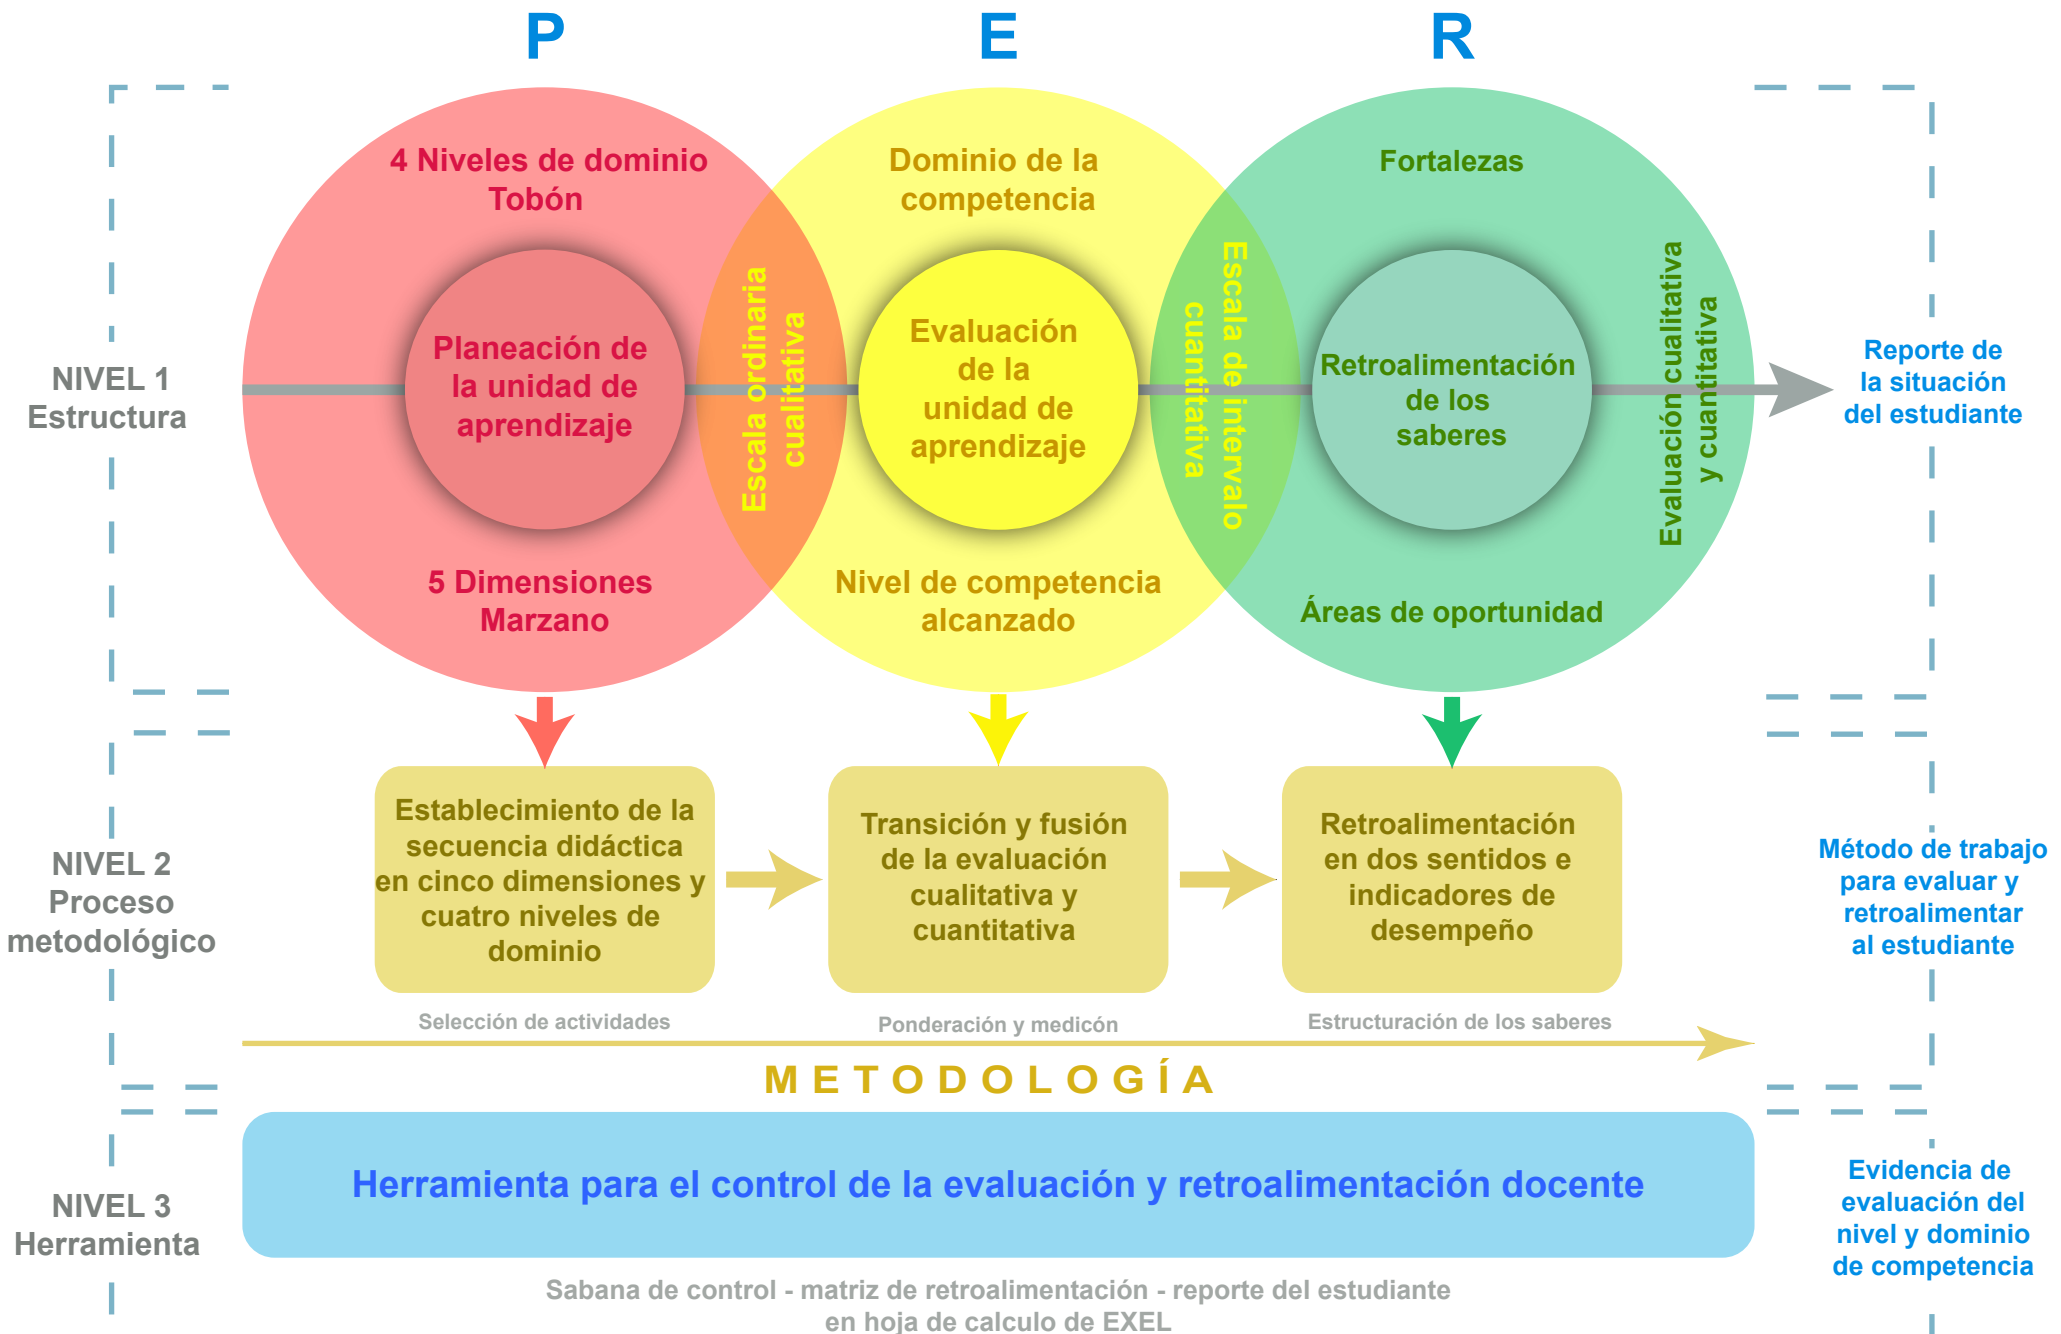 P
E
R
4 Niveles de dominio
Tobón
Dominio de la
competencia
Fortalezas
NIVEL 1
Estructura
Planeación de
la unidad de
aprendizaje
Escala ordinaria
cualitativa
Evaluación
de la
unidad de
aprendizaje
Escala de intervalo
cuantitativa
Retroalimentación
de los
saberes
Evaluación cualitativa
y cuantitativa
Reporte de
la situación
del estudiante
5 Dimensiones
Marzano
Nivel de competencia
alcanzado
Áreas de oportunidad
NIVEL 2
Proceso
metodológico
Establecimiento de la
secuencia didáctica
en cinco dimensiones y
cuatro niveles de
dominio
Transición y fusión
de la evaluación
cualitativa y
cuantitativa
Retroalimentación
en dos sentidos e
indicadores de
desempeño
Método de trabajo
para evaluar y
retroalimentar
al estudiante
Selección de actividades
Ponderación y medicón
Estructuración de los saberes
METODOLOGÍA
NIVEL 3
Herramienta
Herramienta para el control de la evaluación y retroalimentación docente
Evidencia de
evaluación del
nivel y dominio
de competencia
Sabana de control - matriz de retroalimentación - reporte del estudiante
en hoja de calculo de EXEL